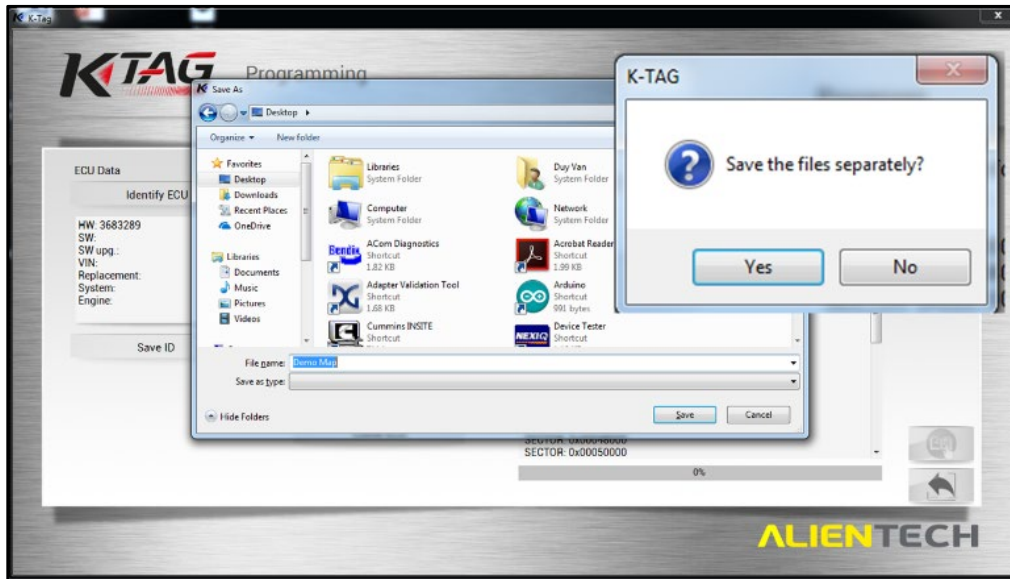 K-Tag
KTAG
Programming
Save As
Desktop
Organize
New folder
Favorites
Desktop
Downloads
Recent Places
OneDrive
Libraries
Documents
Music
Pictures
Videos
Libraries
System Folder
Duy Van
System Folder
Computer
System Folder
Network
System Folder
Bendix
ACom Diagnostics
Shortcut
1.82 KB
Acrobat Reader
Shortcut
1.99 KB
Adapter Validation Tool
Shortcut
1.68 KB
Arduino
Shortcut
991 bytes
Cummins INSITE
Shortcut
NEXIQ
Device Tester
Shortcut
File name: Demo Map
Save as type:
Hide Folders
Save
Cancel
K-TAG
Save the files separately?
Yes
No
ECU Data
Identify ECU
HW: 3683289
SW:
SW upg.:
VIN:
Replacement:
System:
Engine:
Save ID
SECTOR: 0x00048000
SECTOR: 0x00050000
0%
ALIENTECH